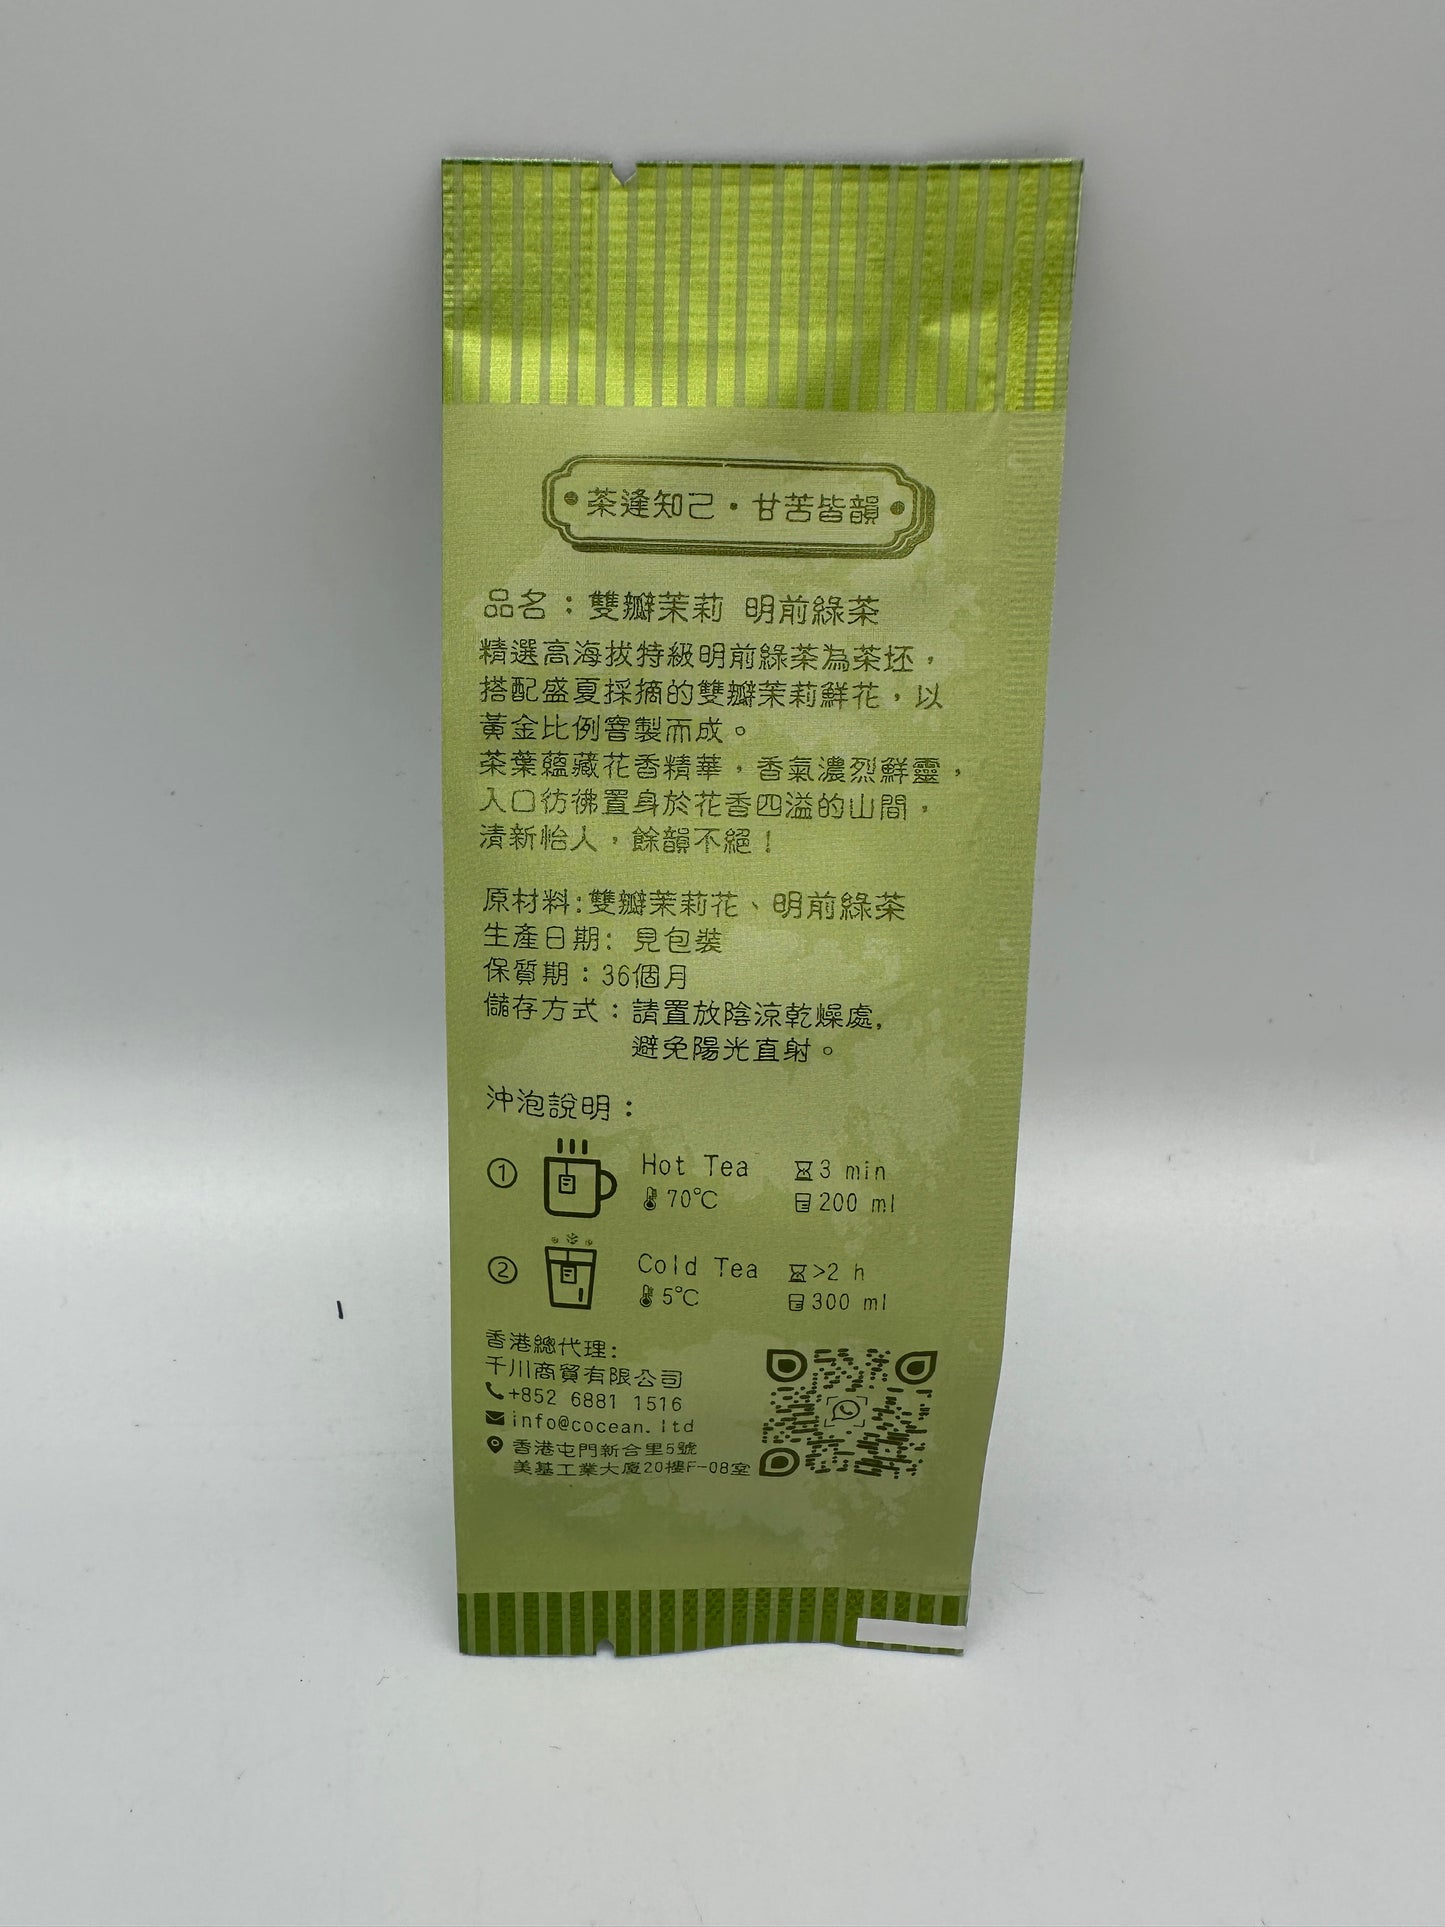 茶逢知己・甘苦皆韻
品名：雙瓣茉莉 明前綠茶
精選高海拔特級明前綠茶為茶坯，
搭配盛夏採摘的雙瓣茉莉鮮花，以
黃金比例窨製而成。
茶葉蘊藏花香精華，香氣濃烈鮮靈，
入口彷彿置身於花香四溢的山間，
清新怡人，餘韻不絕！
原材料:雙瓣茉莉花、明前綠茶
生產日期: 見包裝
保質期：36個月
儲存方式：請置放陰涼乾燥處,
避免陽光直射。
沖泡說明：
① Hot Tea 3 min
70℃ 200 ml
② Cold Tea >2 h
5℃ 300 ml
香港總代理:
千川商貿有限公司
+852 6881 1516
info@cocean.ltd
香港屯門新合里5號
美基工業大廈20樓F-08室